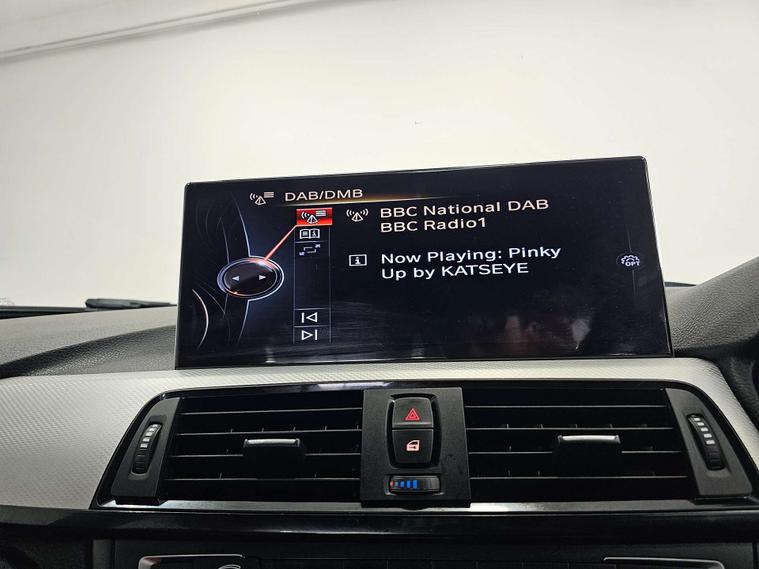 DAB/DMB
BBC National DAB
BBC Radio1
Now Playing: Pinky
Up by KATSEYE
OPT